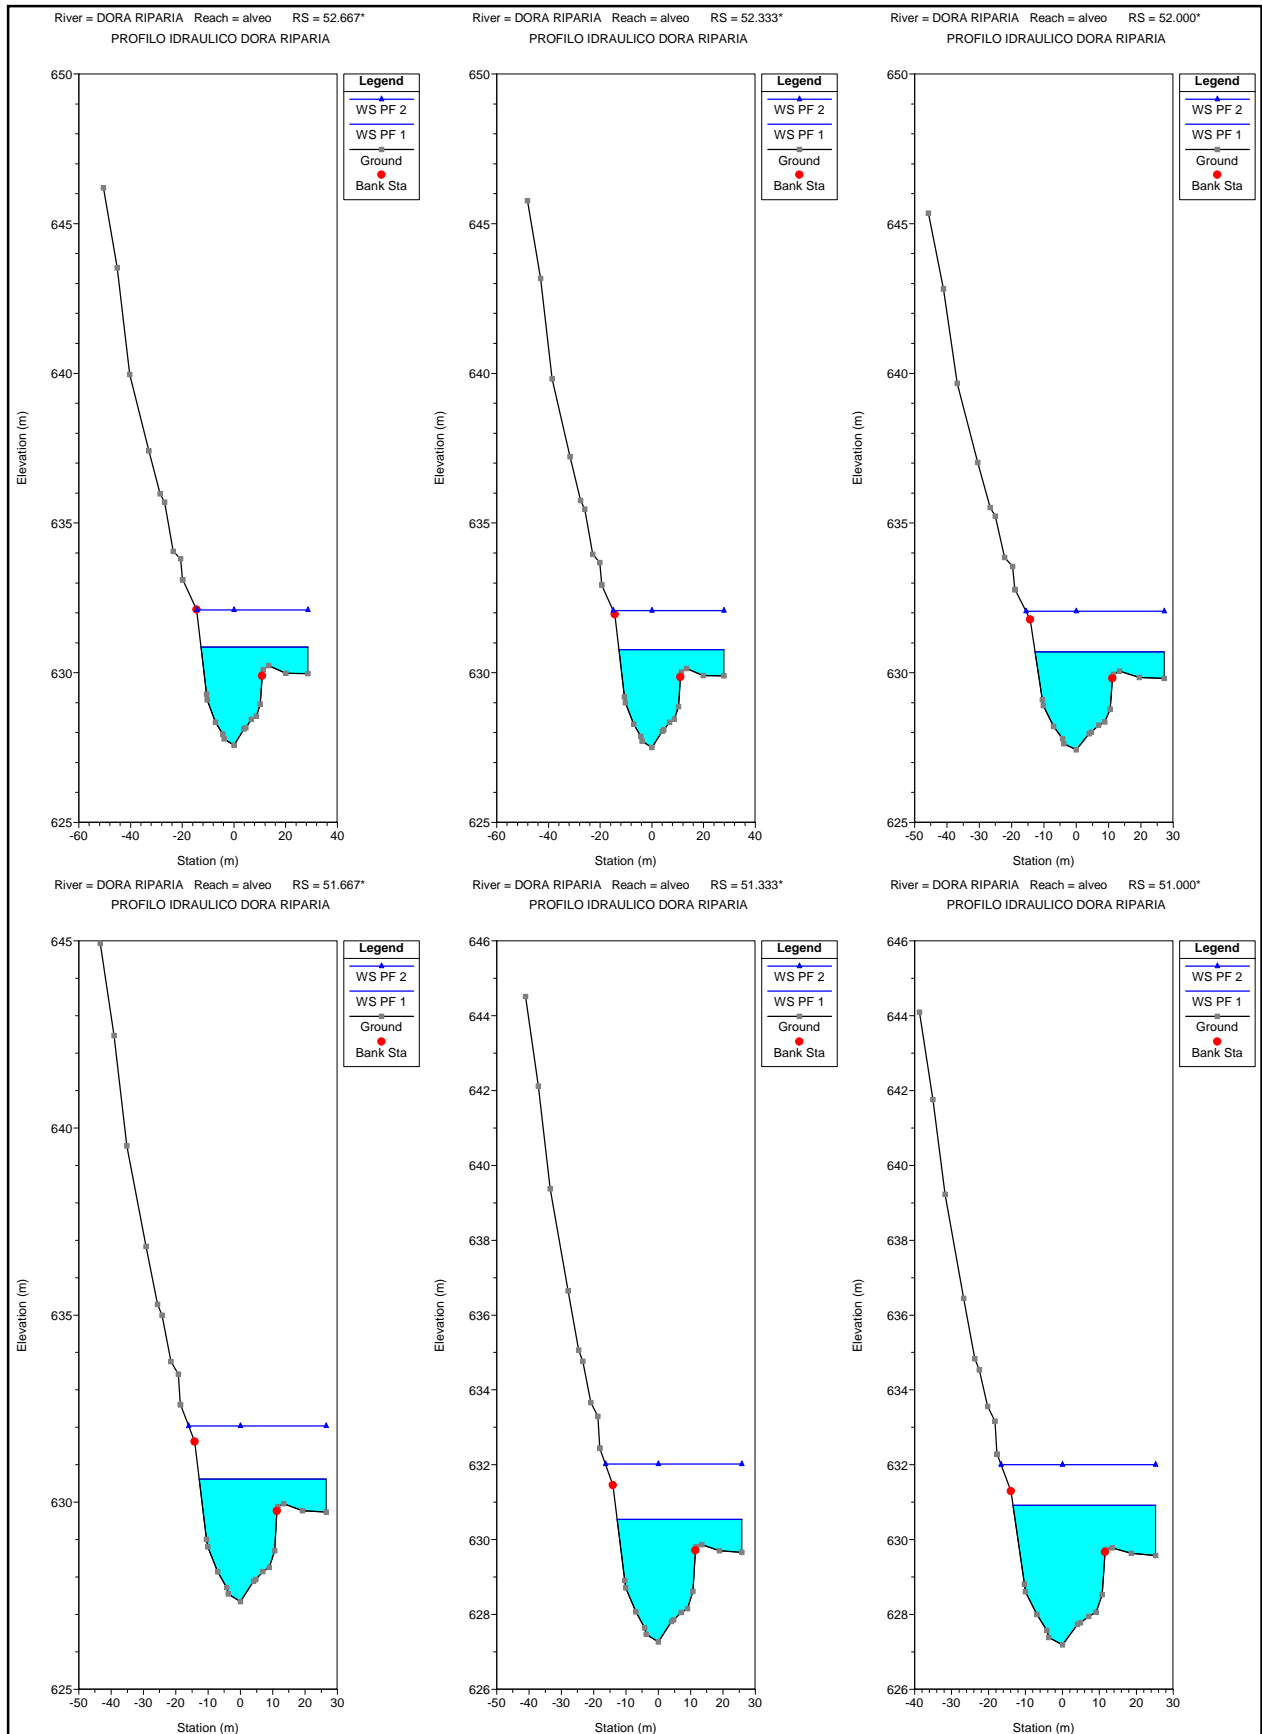 River = DORA RIPARIA Reach = alveo RS = 52.667*
PROFILO IDRAULICO DORA RIPARIA
650
645
640
635
630
625
-60
-40
-20
0
20
40
Elevation (m)
Station (m)
Legend
WS PF 2
WS PF 1
Ground
Bank Sta
River = DORA RIPARIA Reach = alveo RS = 52.333*
PROFILO IDRAULICO DORA RIPARIA
650
645
640
635
630
625
-60
-40
-20
0
20
40
Elevation (m)
Station (m)
Legend
WS PF 2
WS PF 1
Ground
Bank Sta
River = DORA RIPARIA Reach = alveo RS = 52.000*
PROFILO IDRAULICO DORA RIPARIA
650
645
640
635
630
625
-50
-40
-30
-20
-10
0
10
20
30
Elevation (m)
Station (m)
Legend
WS PF 2
WS PF 1
Ground
Bank Sta
River = DORA RIPARIA Reach = alveo RS = 51.667*
PROFILO IDRAULICO DORA RIPARIA
645
640
635
630
625
-50
-40
-30
-20
-10
0
10
20
30
Elevation (m)
Station (m)
Legend
WS PF 2
WS PF 1
Ground
Bank Sta
River = DORA RIPARIA Reach = alveo RS = 51.333*
PROFILO IDRAULICO DORA RIPARIA
646
644
642
640
638
636
634
632
630
628
626
-50
-40
-30
-20
-10
0
10
20
30
Elevation (m)
Station (m)
Legend
WS PF 2
WS PF 1
Ground
Bank Sta
River = DORA RIPARIA Reach = alveo RS = 51.000*
PROFILO IDRAULICO DORA RIPARIA
646
644
642
640
638
636
634
632
630
628
626
-40
-30
-20
-10
0
10
20
30
Elevation (m)
Station (m)
Legend
WS PF 2
WS PF 1
Ground
Bank Sta